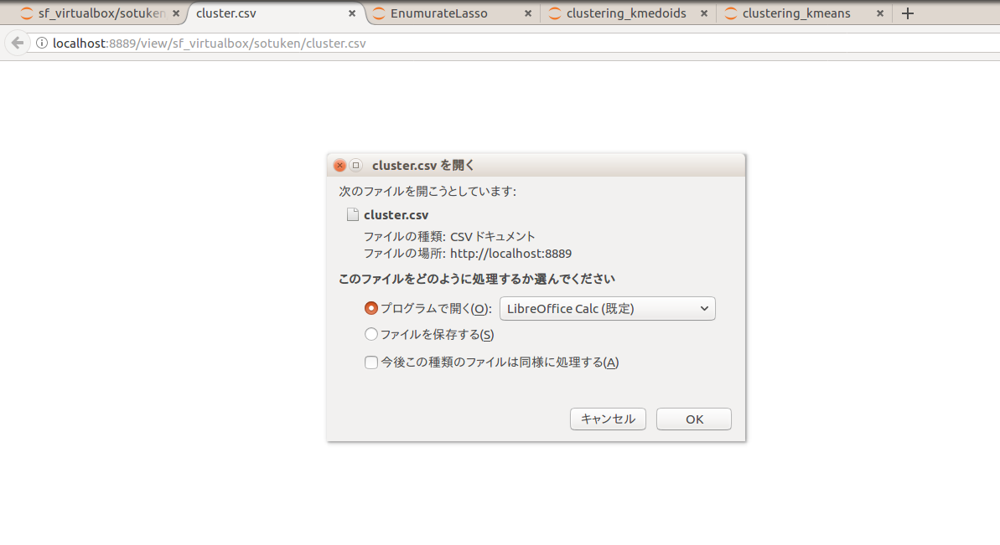 sf_virtualbox/sotuken
cluster.csv
EnumurateLasso
clustering_kmedoids
clustering_kmeans
localhost:8889/view/sf_virtualbox/sotuken/cluster.csv
cluster.csv を開く
次のファイルを開こうとしています:
cluster.csv
ファイルの種類: CSV ドキュメント
ファイルの場所: http://localhost:8889
このファイルをどのように処理するか選んでください
プログラムで開く(O): LibreOffice Calc (既定)
ファイルを保存する(S)
今後この種類のファイルは同様に処理する(A)
キャンセル OK